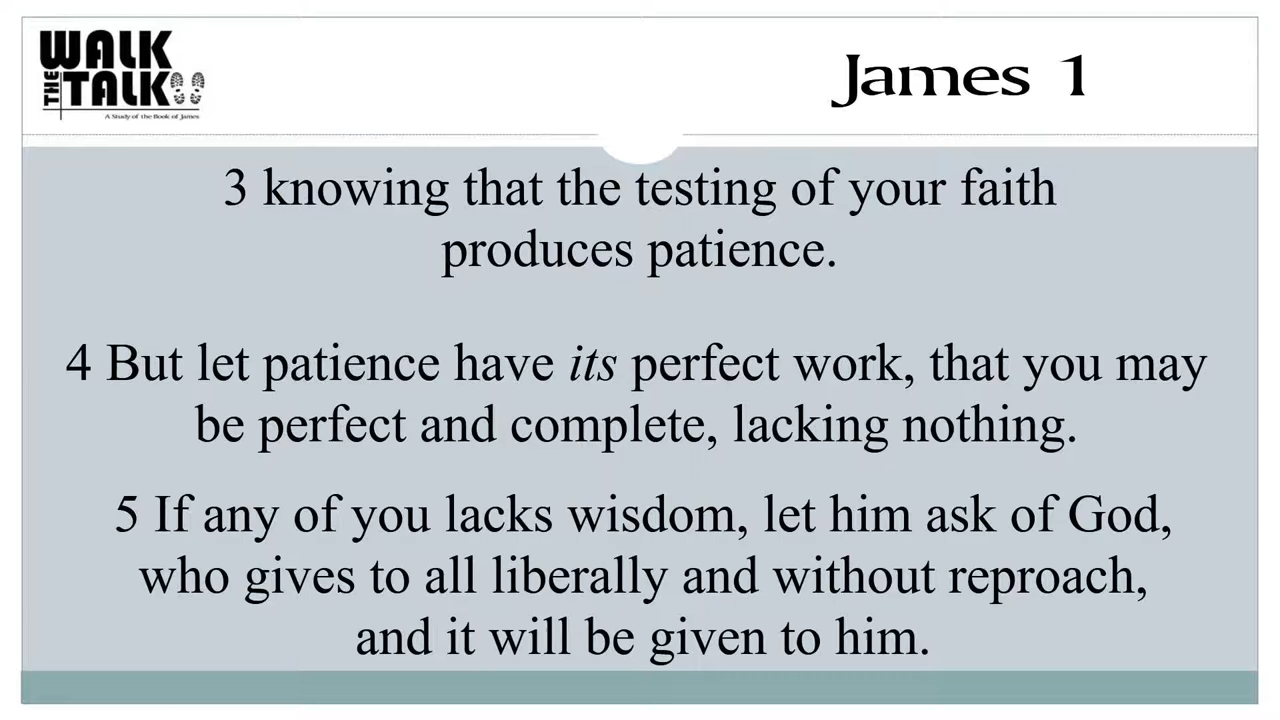 WALK
THE TALK
A Study of the Book of James
James 1
3 knowing that the testing of your faith
produces patience.
4 But let patience have its perfect work, that you may
be perfect and complete, lacking nothing.
5 If any of you lacks wisdom, let him ask of God,
who gives to all liberally and without reproach,
and it will be given to him.